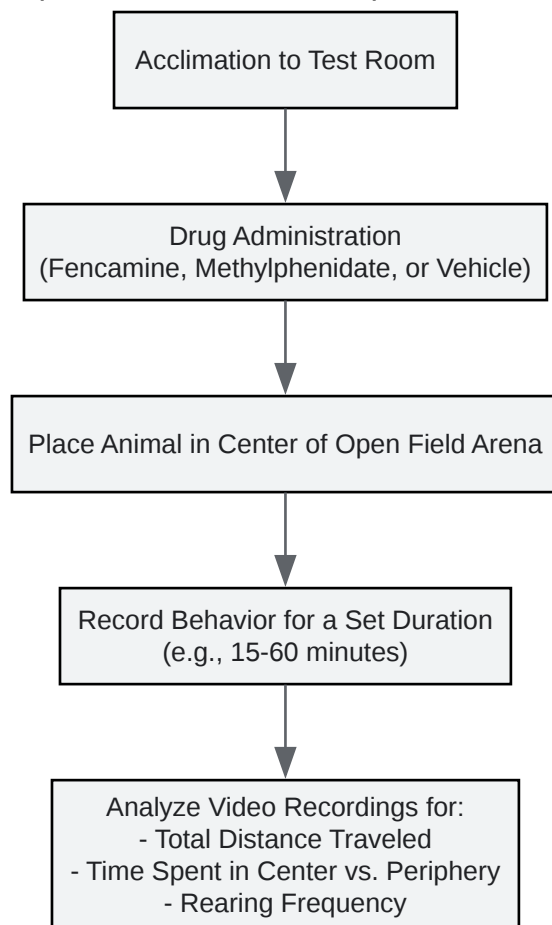 Acclimation to Test Room
Drug Administration
(Fencamine, Methylphenidate, or Vehicle)
Place Animal in Center of Open Field Arena
Record Behavior for a Set Duration
(e.g., 15-60 minutes)
Analyze Video Recordings for:
- Total Distance Traveled
- Time Spent in Center vs. Periphery
- Rearing Frequency